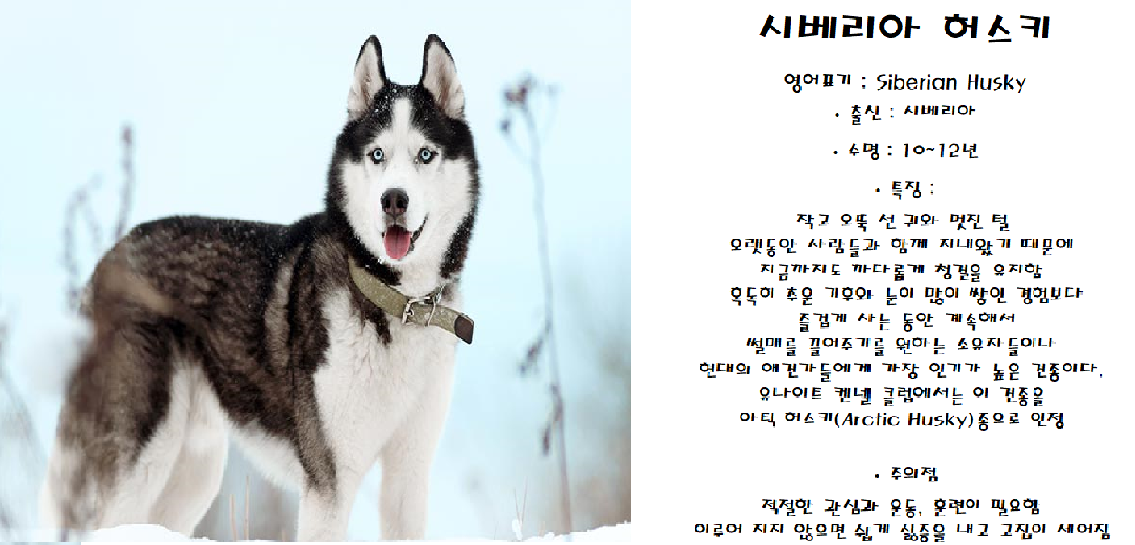 시베리아 허스키
영어표기 : Siberian Husky
• 출신 : 시베리아
• 수명 : 10~12년
• 특징 :
작고 오뚝 선 귀와 멋진 털
오랫동안 사람들과 함께 지내왔기 때문에
지금까지도 까다롭게 청결을 유지함
혹독히 추운 기후와 눈이 많이 쌓인 경험보다
즐겁게 사는 동안 계속해서
썰매를 끌어주기를 원하는 소유자들이나
현대의 애견가들에게 가장 인기가 높은 견종이다.
유나이트 켄넬 클럽에서는 이 견종을
아틱 허스키(Arctic Husky)종으로 인정
• 주의점
적절한 관심과 운동, 훈련이 필요함
이루어 지지 않으면 쉽게 싫증을 내고 고집이 세어짐